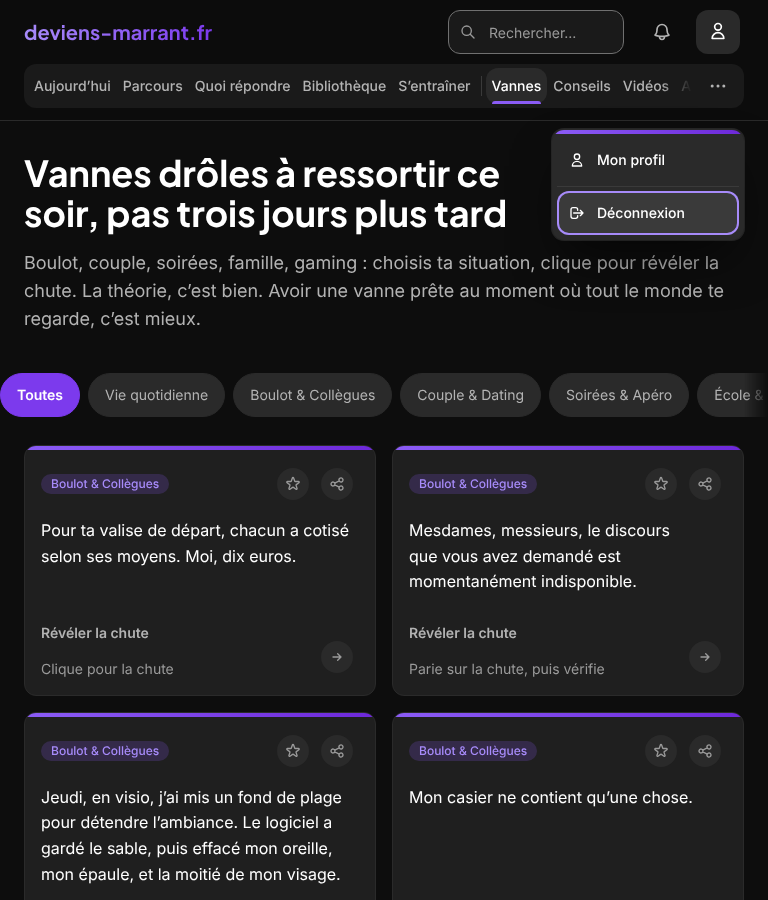 deviens-marrant.fr
Rechercher...
Aujourd’hui Parcours Quoi répondre Bibliothèque S’entraîner Vannes Conseils Vidéos
Mon profil
Déconnexion
Vannes drôles à ressortir ce
soir, pas trois jours plus tard
Boulot, couple, soirées, famille, gaming : choisis ta situation, clique pour révéler la
chute. La théorie, c’est bien. Avoir une vanne prête au moment où tout le monde te
regarde, c’est mieux.
Toutes Vie quotidienne Boulot & Collègues Couple & Dating Soirées & Apéro École &
Boulot & Collègues
Pour ta valise de départ, chacun a cotisé
selon ses moyens. Moi, dix euros.
Révéler la chute
Clique pour la chute
Boulot & Collègues
Mesdames, messieurs, le discours
que vous avez demandé est
momentanément indisponible.
Révéler la chute
Parie sur la chute, puis vérifie
Boulot & Collègues
Jeudi, en visio, j’ai mis un fond de plage
pour détendre l’ambiance. Le logiciel a
gardé le sable, puis effacé mon oreille,
mon épaule, et la moitié de mon visage.
Boulot & Collègues
Mon casier ne contient qu’une chose.